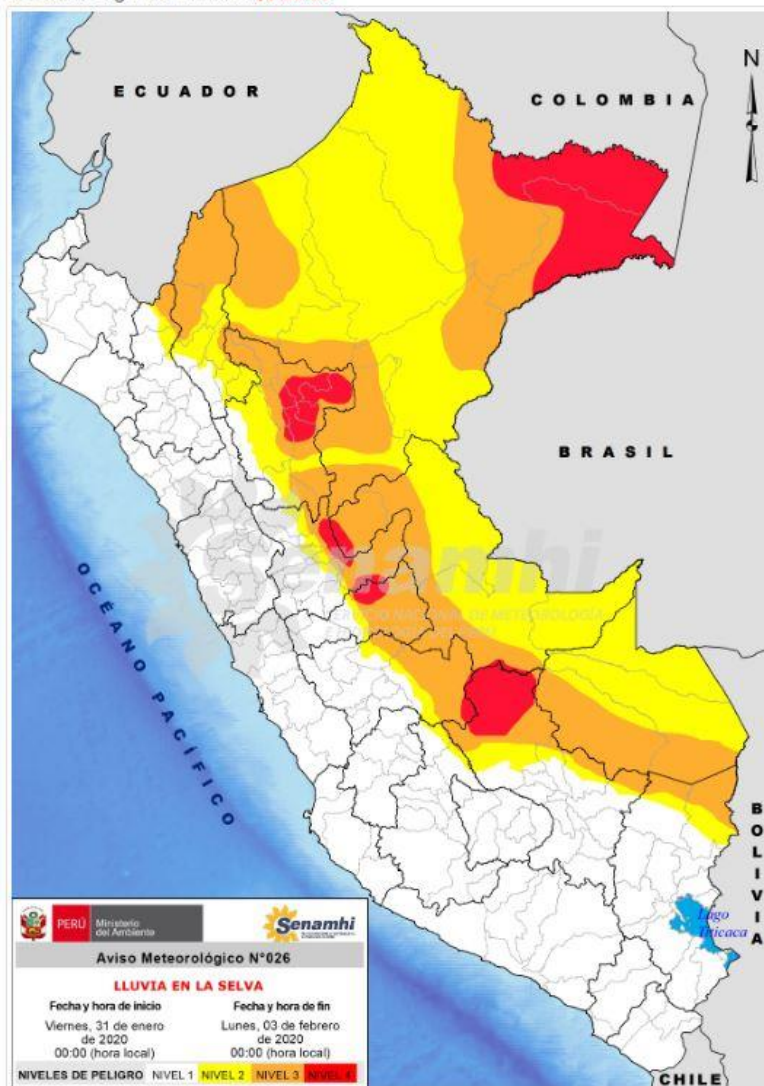 N
ECUADOR
COLOMBIA
BRASIL
OCÉANO PACÍFICO
Senamhi
BOLIVIA
Lago
Titicaca
PERÚ
Ministerio
del Ambiente
Senamhi
Aviso Meteorológico N°026
LLUVIA EN LA SELVA
Fecha y hora de inicio
Fecha y hora de fin
Viernes, 31 de enero
de 2020
00:00 (hora local)
Lunes, 03 de febrero
de 2020
00:00 (hora local)
NIVELES DE PELIGRO NIVEL 1 NIVEL 2 NIVEL 3 NIVEL 4
CHILE